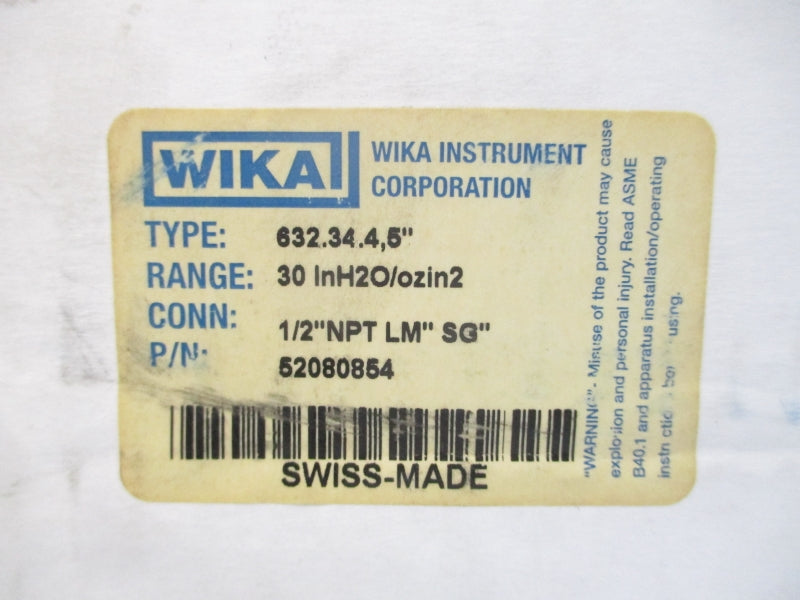 WIKA
WIKA INSTRUMENT
CORPORATION
TYPE: 632.34.4,5"
RANGE: 30 InH2O/ozin2
CONN: 1/2"NPT LM" SG"
P/N: 52080854
SWISS-MADE
"WARNING"- Misuse of the product may cause
explosion and personal injury. Read ASME
B40.1 and apparatus installation/operating
using.